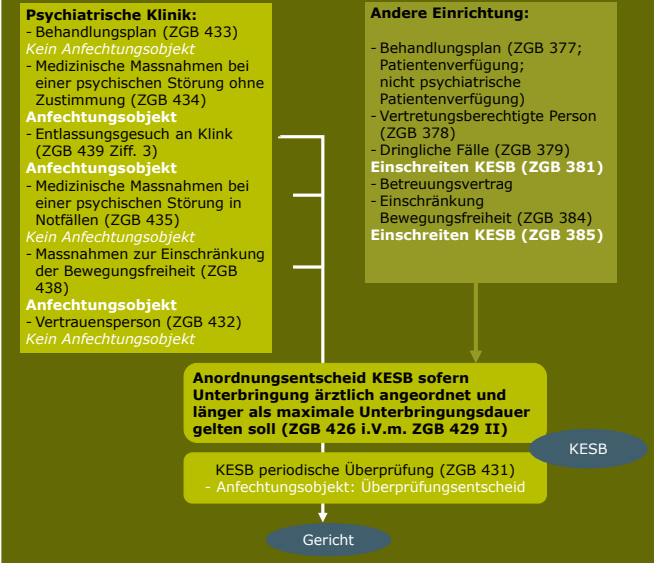 Psychiatrische Klinik:
- Behandlungsplan (ZGB 433)
Kein Anfechtungsobjekt
- Medizinische Massnahmen bei
einer psychischen Störung ohne
Zustimmung (ZGB 434)
Anfechtungsobjekt
- Entlassungsgesuch an Klink
(ZGB 439 Ziff. 3)
Anfechtungsobjekt
- Medizinische Massnahmen bei
einer psychischen Störung in
Notfällen (ZGB 435)
Kein Anfechtungsobjekt
- Massnahmen zur Einschränkung
der Bewegungsfreiheit (ZGB
438)
Anfechtungsobjekt
- Vertrauensperson (ZGB 432)
Kein Anfechtungsobjekt
Andere Einrichtung:
- Behandlungsplan (ZGB 377;
Patientenverfügung;
nicht psychiatrische
Patientenverfügung)
- Vertretungsberechtigte Person
(ZGB 378)
- Dringliche Fälle (ZGB 379)
Einschreiten KESB (ZGB 381)
- Betreuungsvertrag
- Einschränkung
Bewegungsfreiheit (ZGB 384)
Einschreiten KESB (ZGB 385)
Anordnungsentscheid KESB sofern
Unterbringung ärztlich angeordnet und
länger als maximale Unterbringungsdauer
gelten soll (ZGB 426 i.V.m. ZGB 429 II)
KESB
KESB periodische Überprüfung (ZGB 431)
- Anfechtungsobjekt: Überprüfungsentscheid
Gericht